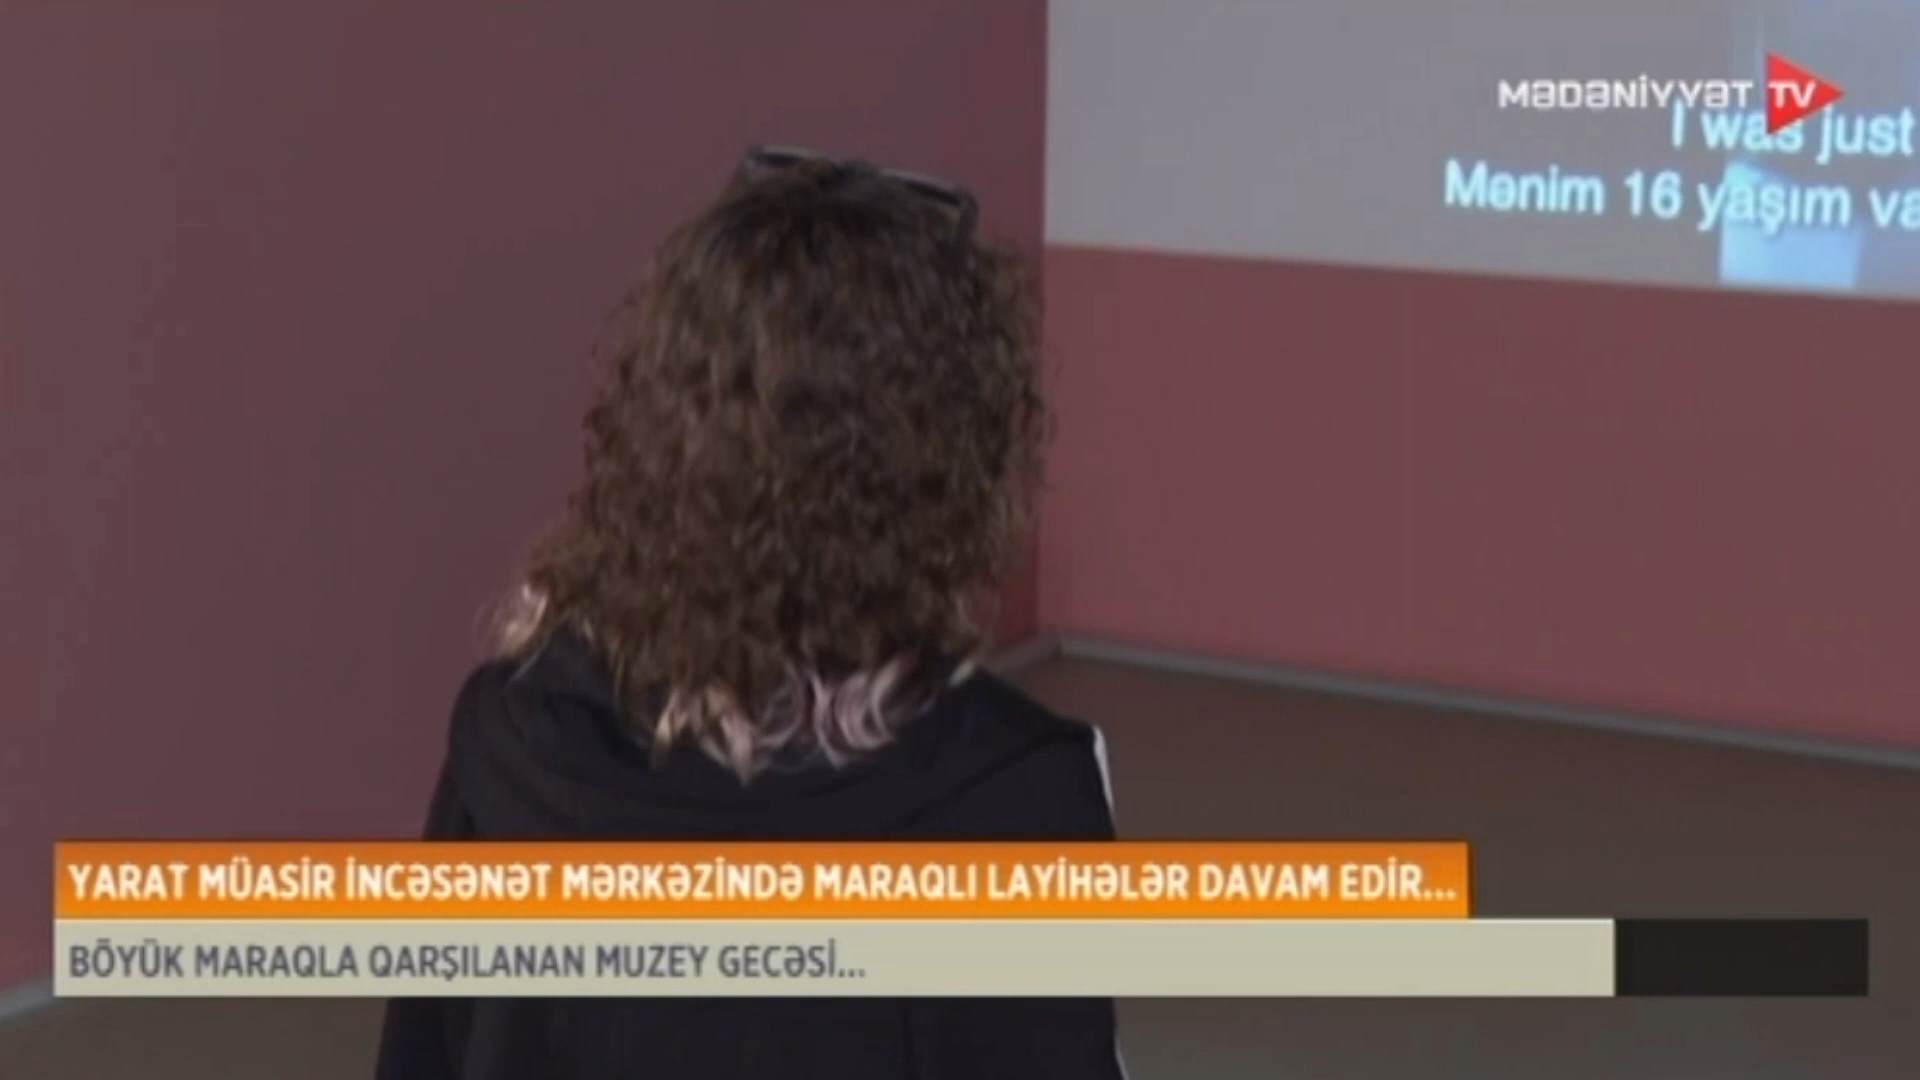 MƏDƏNİYYƏT TV
I was just
Mənim 16 yaşım va
YARAT MÜASİR İNCƏSƏNƏT MƏRKƏZİNDƏ MARAQLI LAYİHƏLƏR DAVAM EDİR...
BÖYÜK MARAQLA QARŞILANAN MUZEY GECƏSİ...